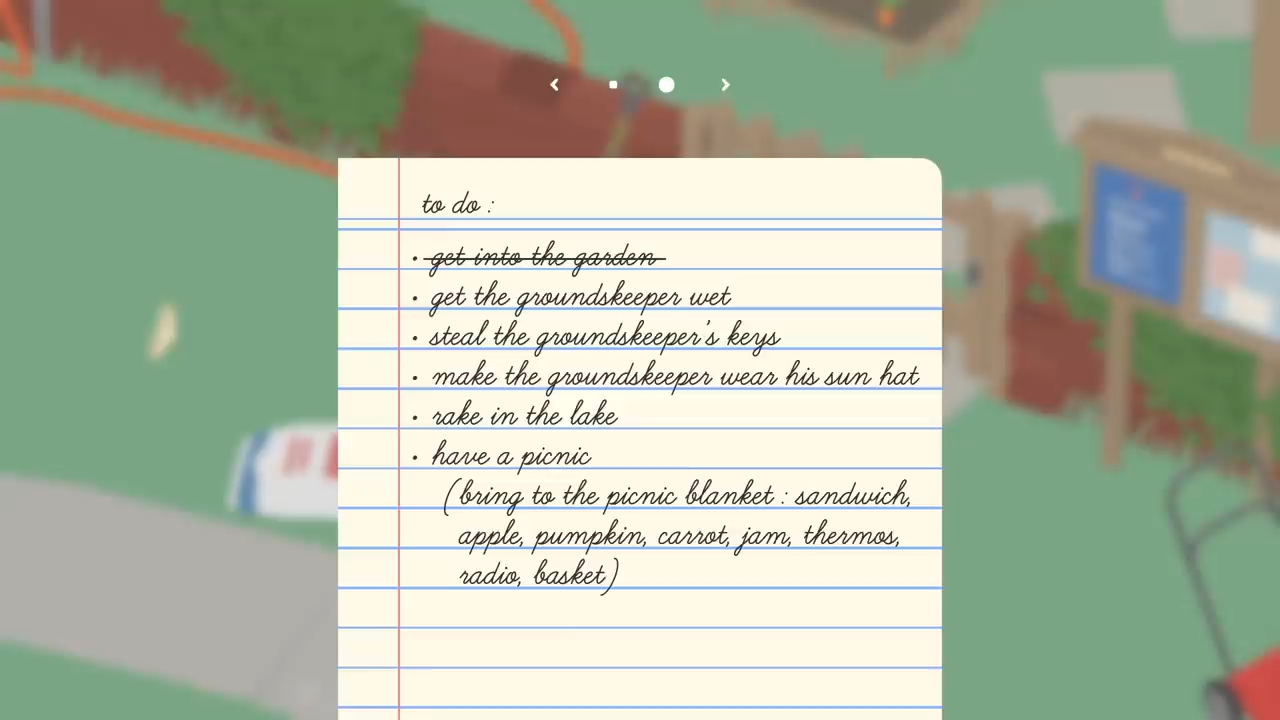 to do :
• get into the garden
• get the groundskeeper wet
• steal the groundskeeper's keys
• make the groundskeeper wear his sun hat
• rake in the lake
• have a picnic
(bring to the picnic blanket : sandwich,
apple, pumpkin, carrot, jam, thermos,
radio, basket)